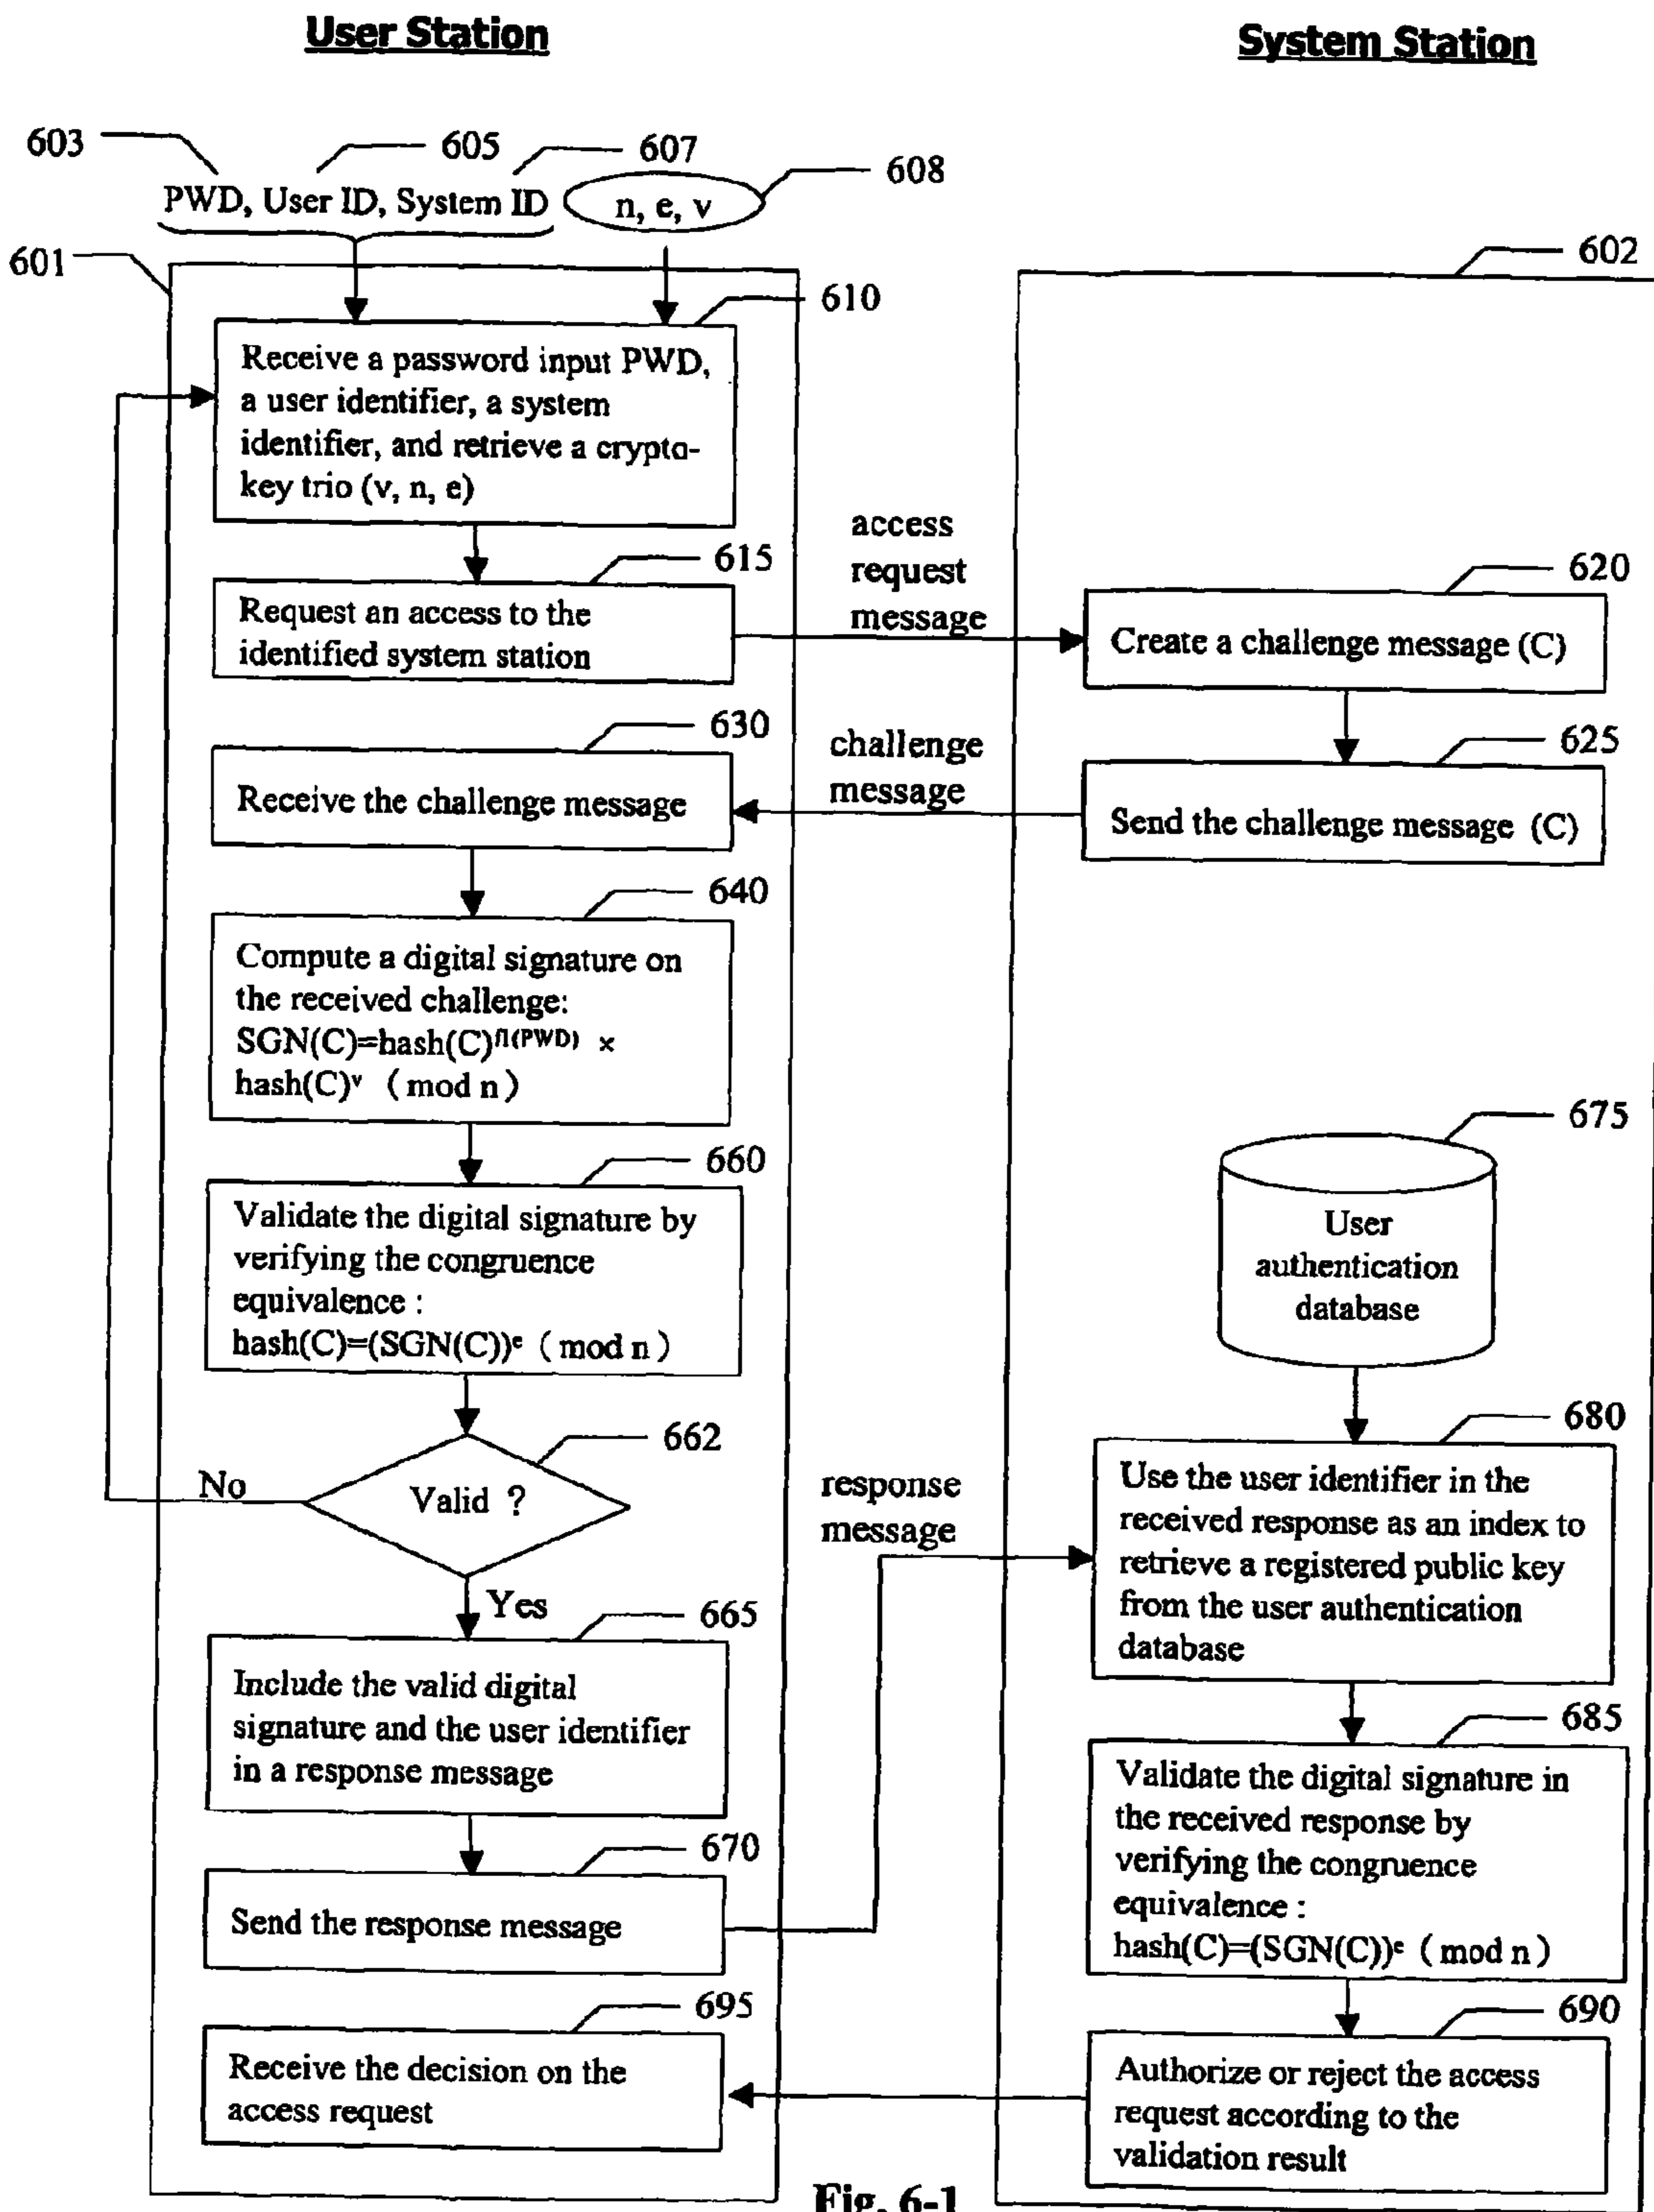 User Station
System Station
603
605
607
608
PWD, User ID, System ID
n, e, v
601
602
610
Receive a password input PWD,
a user identifier, a system
identifier, and retrieve a crypto-
key trio (v, n, e)
615
Request an access to the
identified system station
access
request
message
620
Create a challenge message (C)
625
Send the challenge message (C)
challenge
message
630
Receive the challenge message
640
Compute a digital signature on
the received challenge:
SGN(C)=hash(C)^fl(PWD) ×
hash(C)^v (mod n)
660
Validate the digital signature by
verifying the congruence
equivalence :
hash(C)=(SGN(C))^e (mod n)
662
Valid ?
No
Yes
665
Include the valid digital
signature and the user identifier
in a response message
670
Send the response message
response
message
675
User
authentication
database
680
Use the user identifier in the
received response as an index to
retrieve a registered public key
from the user authentication
database
685
Validate the digital signature in
the received response by
verifying the congruence
equivalence :
hash(C)=(SGN(C))^e (mod n)
690
Authorize or reject the access
request according to the
validation result
695
Receive the decision on the
access request
Fig. 6-1